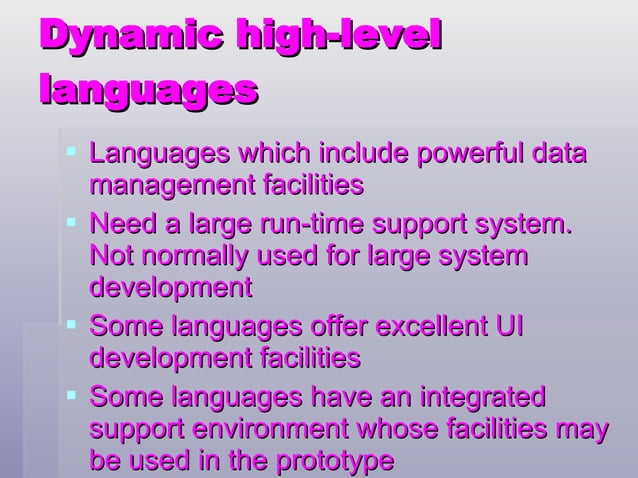 Dynamic high-level
languages
▪ Languages which include powerful data
management facilities
▪ Need a large run-time support system.
Not normally used for large system
development
▪ Some languages offer excellent UI
development facilities
▪ Some languages have an integrated
support environment whose facilities may
be used in the prototype